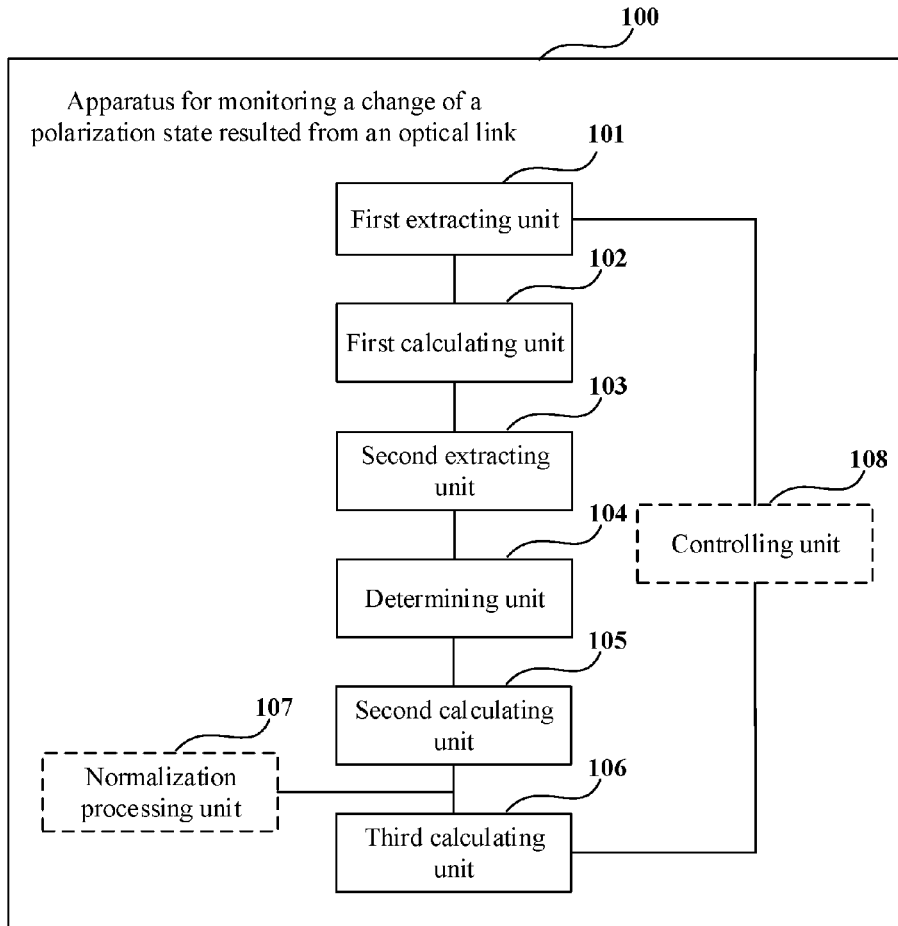 100
Apparatus for monitoring a change of a
polarization state resulted from an optical link
101
First extracting unit
102
First calculating unit
103
Second extracting
unit
108
Controlling unit
104
Determining unit
105
Second calculating
unit
107
Normalization
processing unit
106
Third calculating
unit